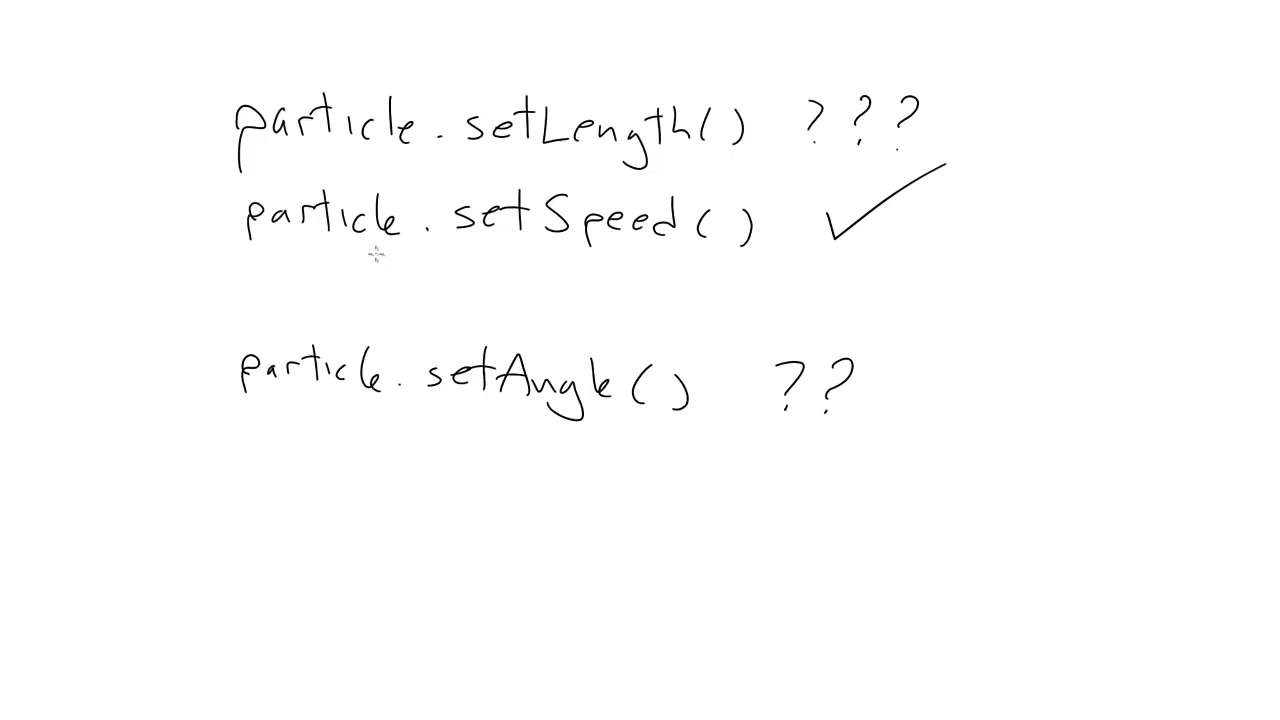 particle.setLength() ???
particle.setSpeed() ✓
particle.setAngle() ??